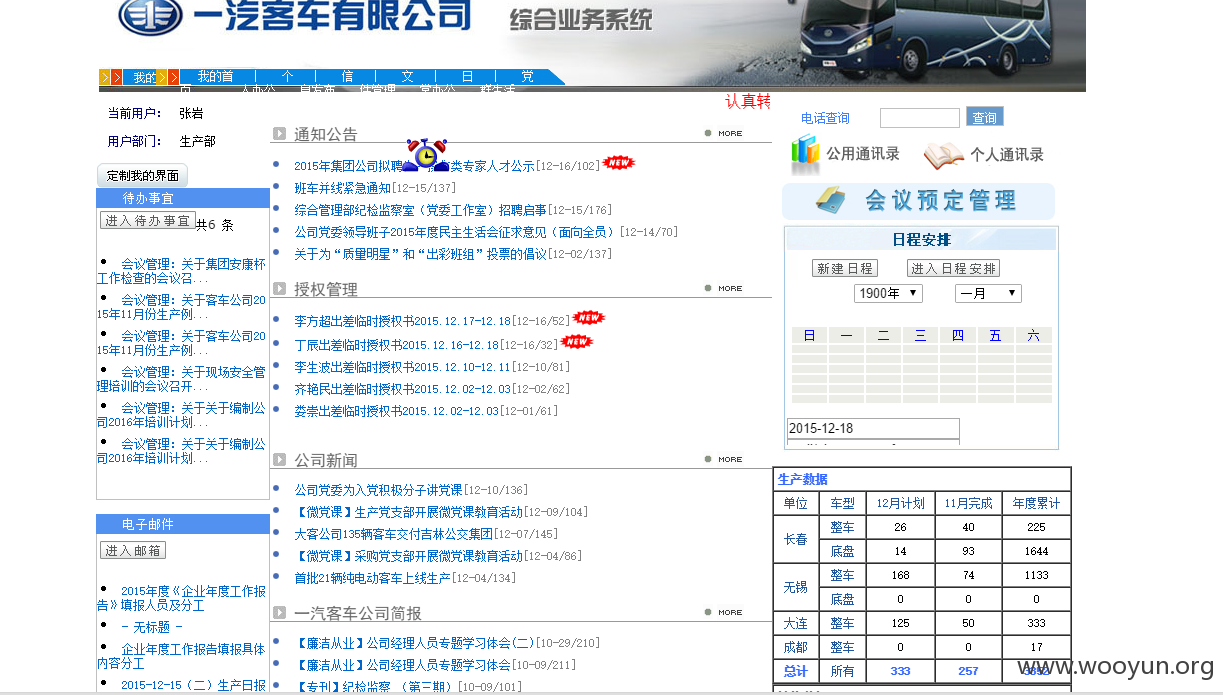 一汽客车有限公司 综合业务系统
我的 我的首页 个人办公 信息发布 文件管理 日常办公 党群生活
当前用户: 张岩
用户部门: 生产部
定制我的界面
待办事宜
进入待办事宜 共6 条
会议管理: 关于集团安康杯
工作检查的会议召...
会议管理: 关于客车公司20
15年11月份生产例...
会议管理: 关于客车公司20
15年11月份生产例...
会议管理: 关于现场安全管
理培训的会议召开...
会议管理: 关于关于编制公
司2016年培训计划...
会议管理: 关于关于编制公
司2016年培训计划...
电子邮件
进入邮箱
2015年度《企业年度工作报
告》填报人员及分工
- 无标题 -
企业年度工作报告填报具体
内容分工
2015-12-15（二）生产日报
认真转
通知公告 MORE
2015年集团公司拟聘 类专家人才公示[12-16/102] NEW
班车并线紧急通知[12-15/137]
综合管理部纪检监察室（党委工作室）招聘启事[12-15/176]
公司党委领导班子2015年度民主生活会征求意见（面向全员）[12-14/70]
关于为“质量明星”和“出彩班组”投票的倡议[12-02/137]
授权管理 MORE
李方超出差临时授权书2015.12.17-12.18[12-16/52] NEW
丁辰出差临时授权书2015.12.16-12.18[12-16/32] NEW
李生波出差临时授权书2015.12.10-12.11[12-10/81]
齐艳民出差临时授权书2015.12.02-12.03[12-02/62]
娄崇出差临时授权书2015.12.02-12.03[12-01/61]
公司新闻 MORE
公司党委为入党积极分子讲党课[12-10/136]
【微党课】生产党支部开展微党课教育活动[12-09/104]
大客公司135辆客车交付吉林公交集团[12-07/145]
【微党课】采购党支部开展微党课教育活动[12-04/86]
首批21辆纯电动客车上线生产[12-04/134]
一汽客车公司简报 MORE
【廉洁从业】公司经理人员专题学习体会(二)[10-29/210]
【廉洁从业】公司经理人员专题学习体会[10-09/211]
【专刊】纪检监察 （第三期）[10-09/101]
电话查询 查询
公用通讯录 个人通讯录
会议预定管理
日程安排
新建日程 进入日程安排
1900年 一月
日 一 二 三 四 五 六
2015-12-18
生产数据
单位 车型 12月计划 11月完成 年度累计
长春 整车 26 40 225
底盘 14 93 1644
无锡 整车 168 74 1133
底盘 0 0 0
大连 整车 125 50 333
成都 整车 0 0 17
总计 所有 333 257 3352
www.wooyun.org